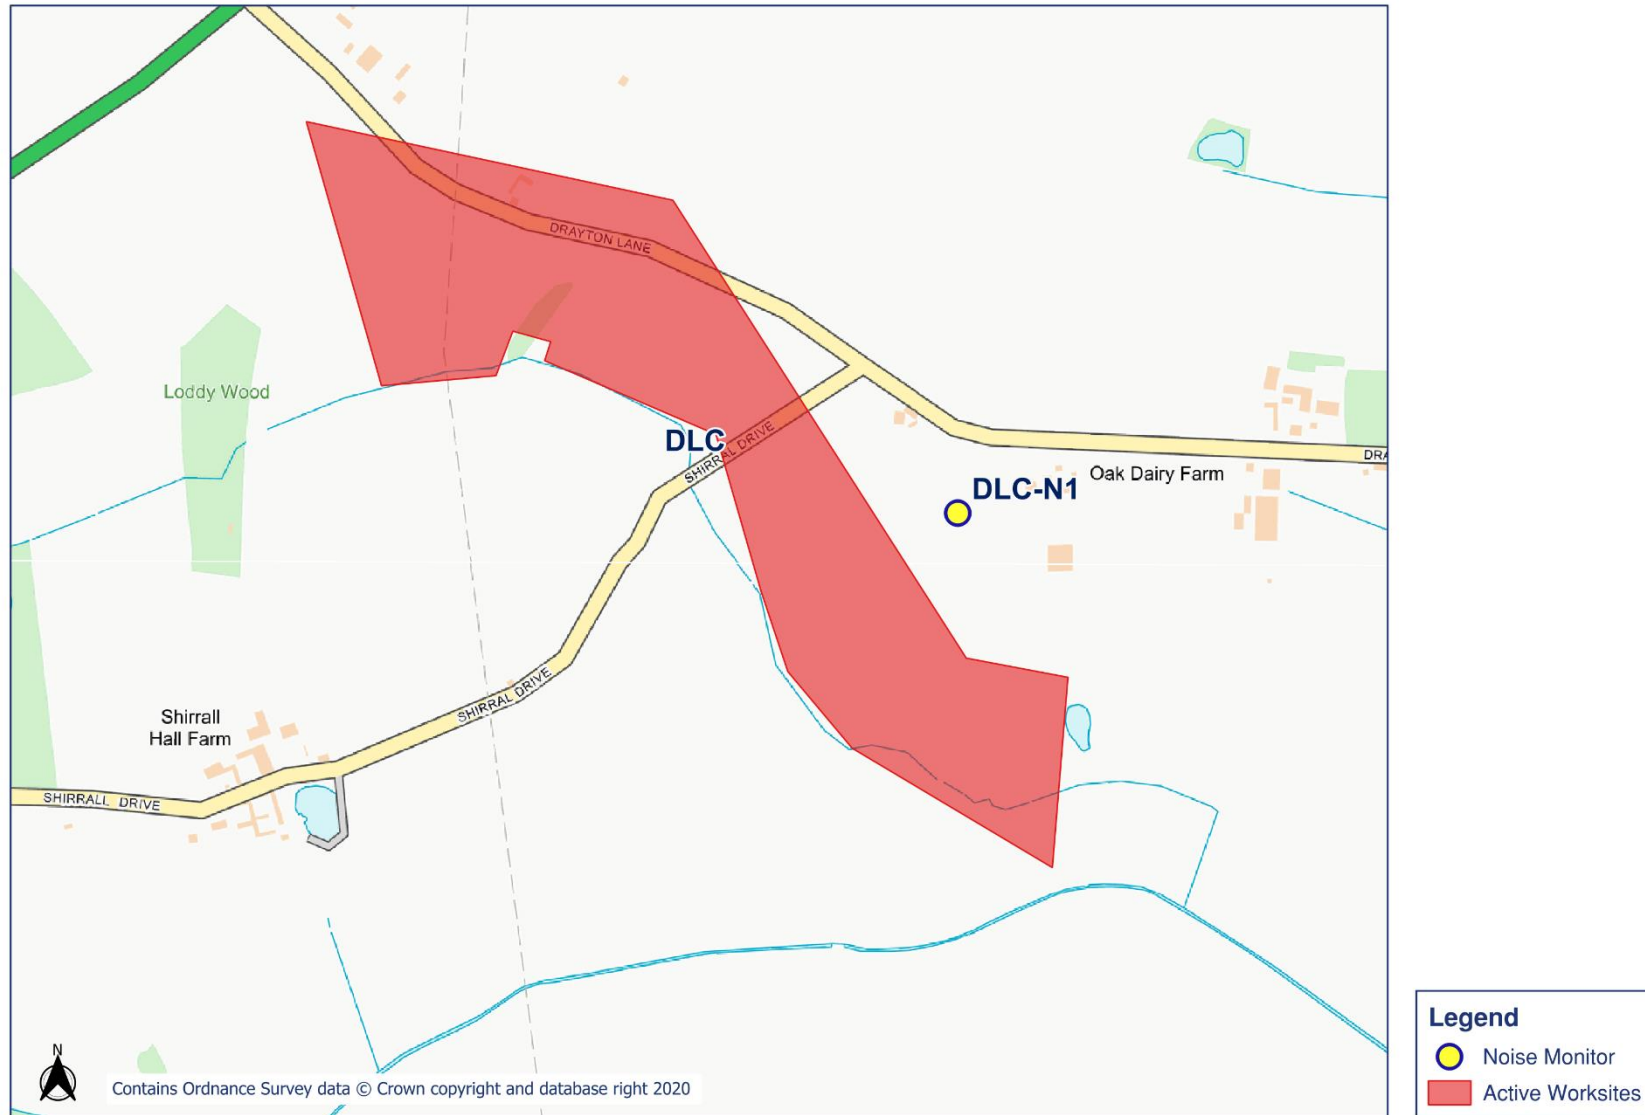 DRAYTON LANE
Loddy Wood
DLC
SHIRRAL DRIVE
DRA
Oak Dairy Farm
DLC-N1
SHIRRAL DRIVE
Shirrall
Hall Farm
SHIRRALL DRIVE
N
Contains Ordnance Survey data © Crown copyright and database right 2020
Legend
Noise Monitor
Active Worksites